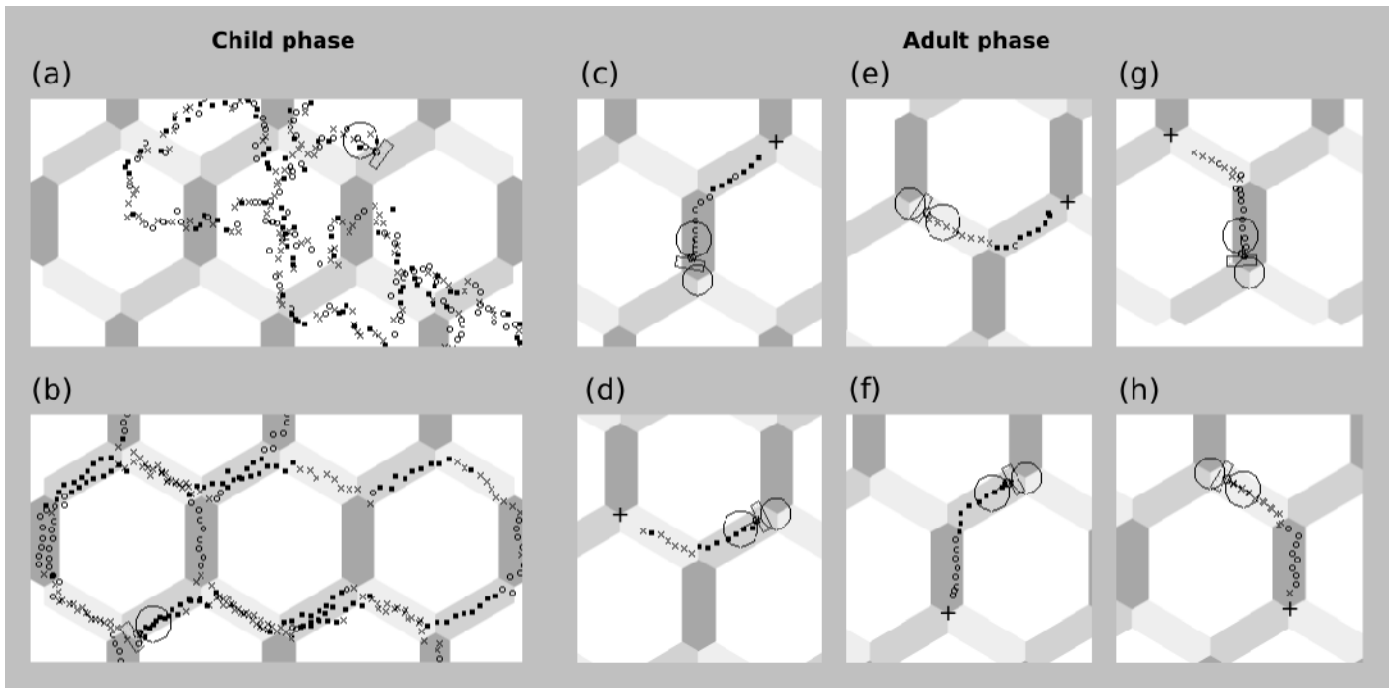 Child phase
Adult phase
(a)
(c)
(e)
(g)
(b)
(d)
(f)
(h)